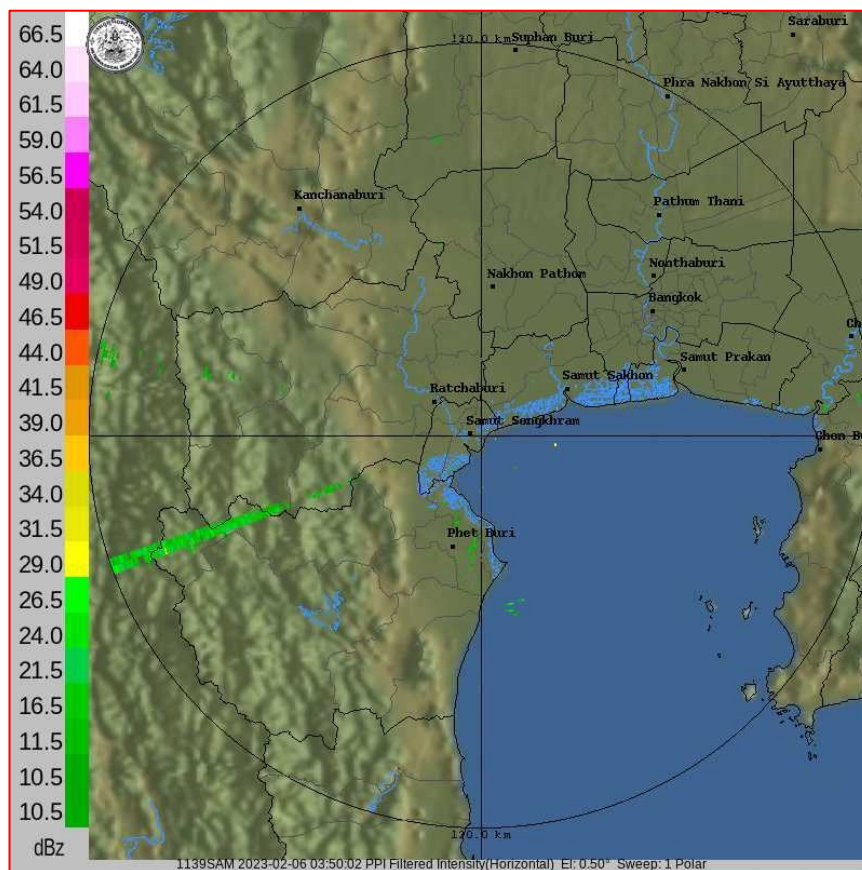 66.5
64.0
61.5
59.0
56.5
54.0
51.5
49.0
46.5
44.0
41.5
39.0
36.5
34.0
31.5
29.0
26.5
24.0
21.5
16.5
11.5
10.5
10.5
dBz
120.0 km
Suphan Buri
Saraburi
Phra Nakhon Si Ayutthaya
Kanchanaburi
Pathum Thani
Nakhon Pathom
Nonthaburi
Bangkok
Ch
Samut Prakan
Ratchaburi
Samut Sakhon
Samut Songkhram
Chon Bu
Phet Buri
120.0 km
1139SAM 2023-02-06 03:50:02 PPI Filtered Intensity(Horizontal) El: 0.50° Sweep: 1 Polar